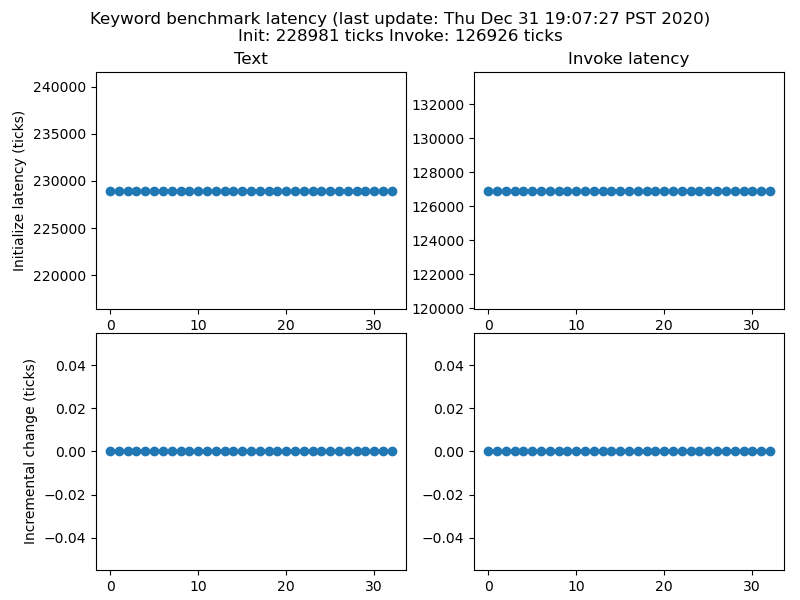 Keyword benchmark latency (last update: Thu Dec 31 19:07:27 PST 2020)
Init: 228981 ticks Invoke: 126926 ticks
Text
Invoke latency
Initialize latency (ticks)
240000
235000
230000
225000
220000
0 10 20 30
132000
130000
128000
126000
124000
122000
120000
0 10 20 30
Incremental change (ticks)
0.04
0.02
0.00
−0.02
−0.04
0 10 20 30
0.04
0.02
0.00
−0.02
−0.04
0 10 20 30